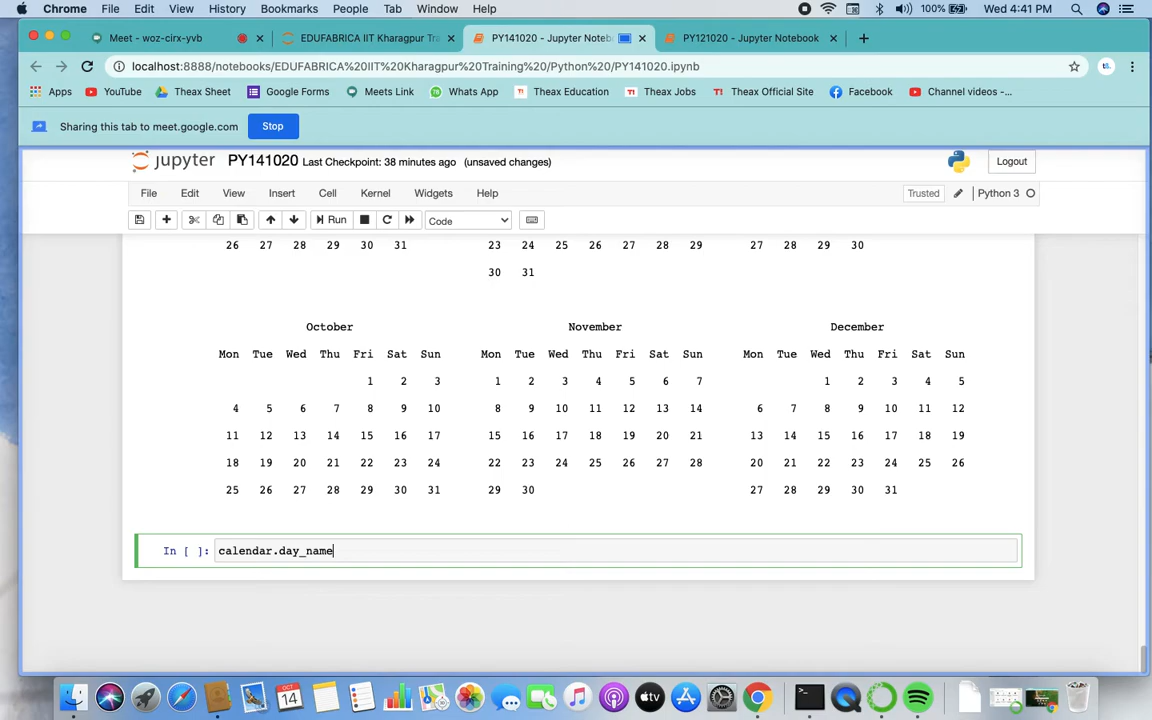 Chrome File Edit View History Bookmarks People Tab Window Help 100% Wed 4:41 PM
Meet - woz-cirx-yvb EDUFABRICA IIT Kharagpur Tra PY141020 - Jupyter Noteb PY121020 - Jupyter Notebook
localhost:8888/notebooks/EDUFABRICA%20IIT%20Kharagpur%20Training%20/Python%20/PY141020.ipynb
Apps YouTube Theax Sheet Google Forms Meets Link Whats App Theax Education Theax Jobs Theax Official Site Facebook Channel videos -...
Sharing this tab to meet.google.com Stop
jupyter PY141020 Last Checkpoint: 38 minutes ago (unsaved changes) Logout
File Edit View Insert Cell Kernel Widgets Help Trusted Python 3
Run Code
26 27 28 29 30 31 23 24 25 26 27 28 29 27 28 29 30
30 31
October November December
Mon Tue Wed Thu Fri Sat Sun Mon Tue Wed Thu Fri Sat Sun Mon Tue Wed Thu Fri Sat Sun
1 2 3 1 2 3 4 5 6 7 1 2 3 4 5
4 5 6 7 8 9 10 8 9 10 11 12 13 14 6 7 8 9 10 11 12
11 12 13 14 15 16 17 15 16 17 18 19 20 21 13 14 15 16 17 18 19
18 19 20 21 22 23 24 22 23 24 25 26 27 28 20 21 22 23 24 25 26
25 26 27 28 29 30 31 29 30 27 28 29 30 31
In [ ]: calendar.day_name
OCT
14